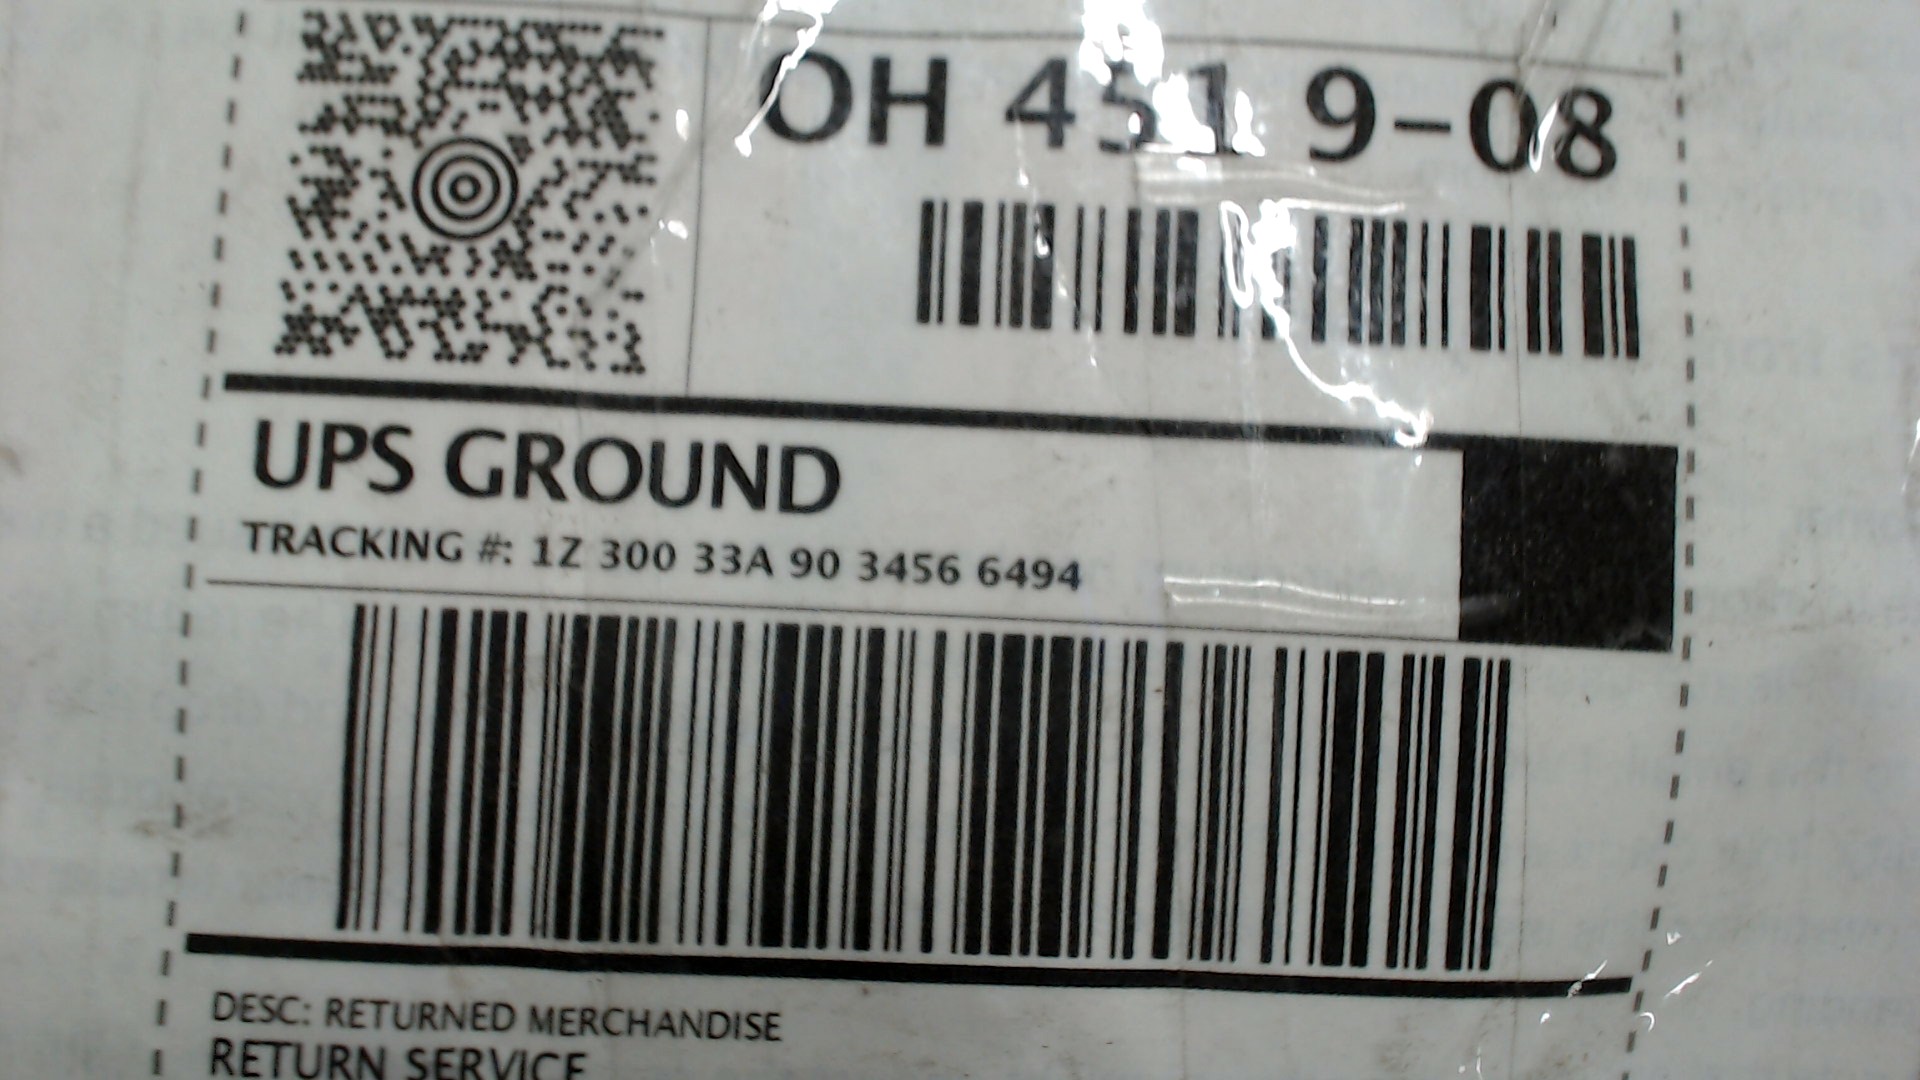 OH 451 9-08
UPS GROUND
TRACKING #: 1Z 300 33A 90 3456 6494
DESC: RETURNED MERCHANDISE
RETURN SERVICE